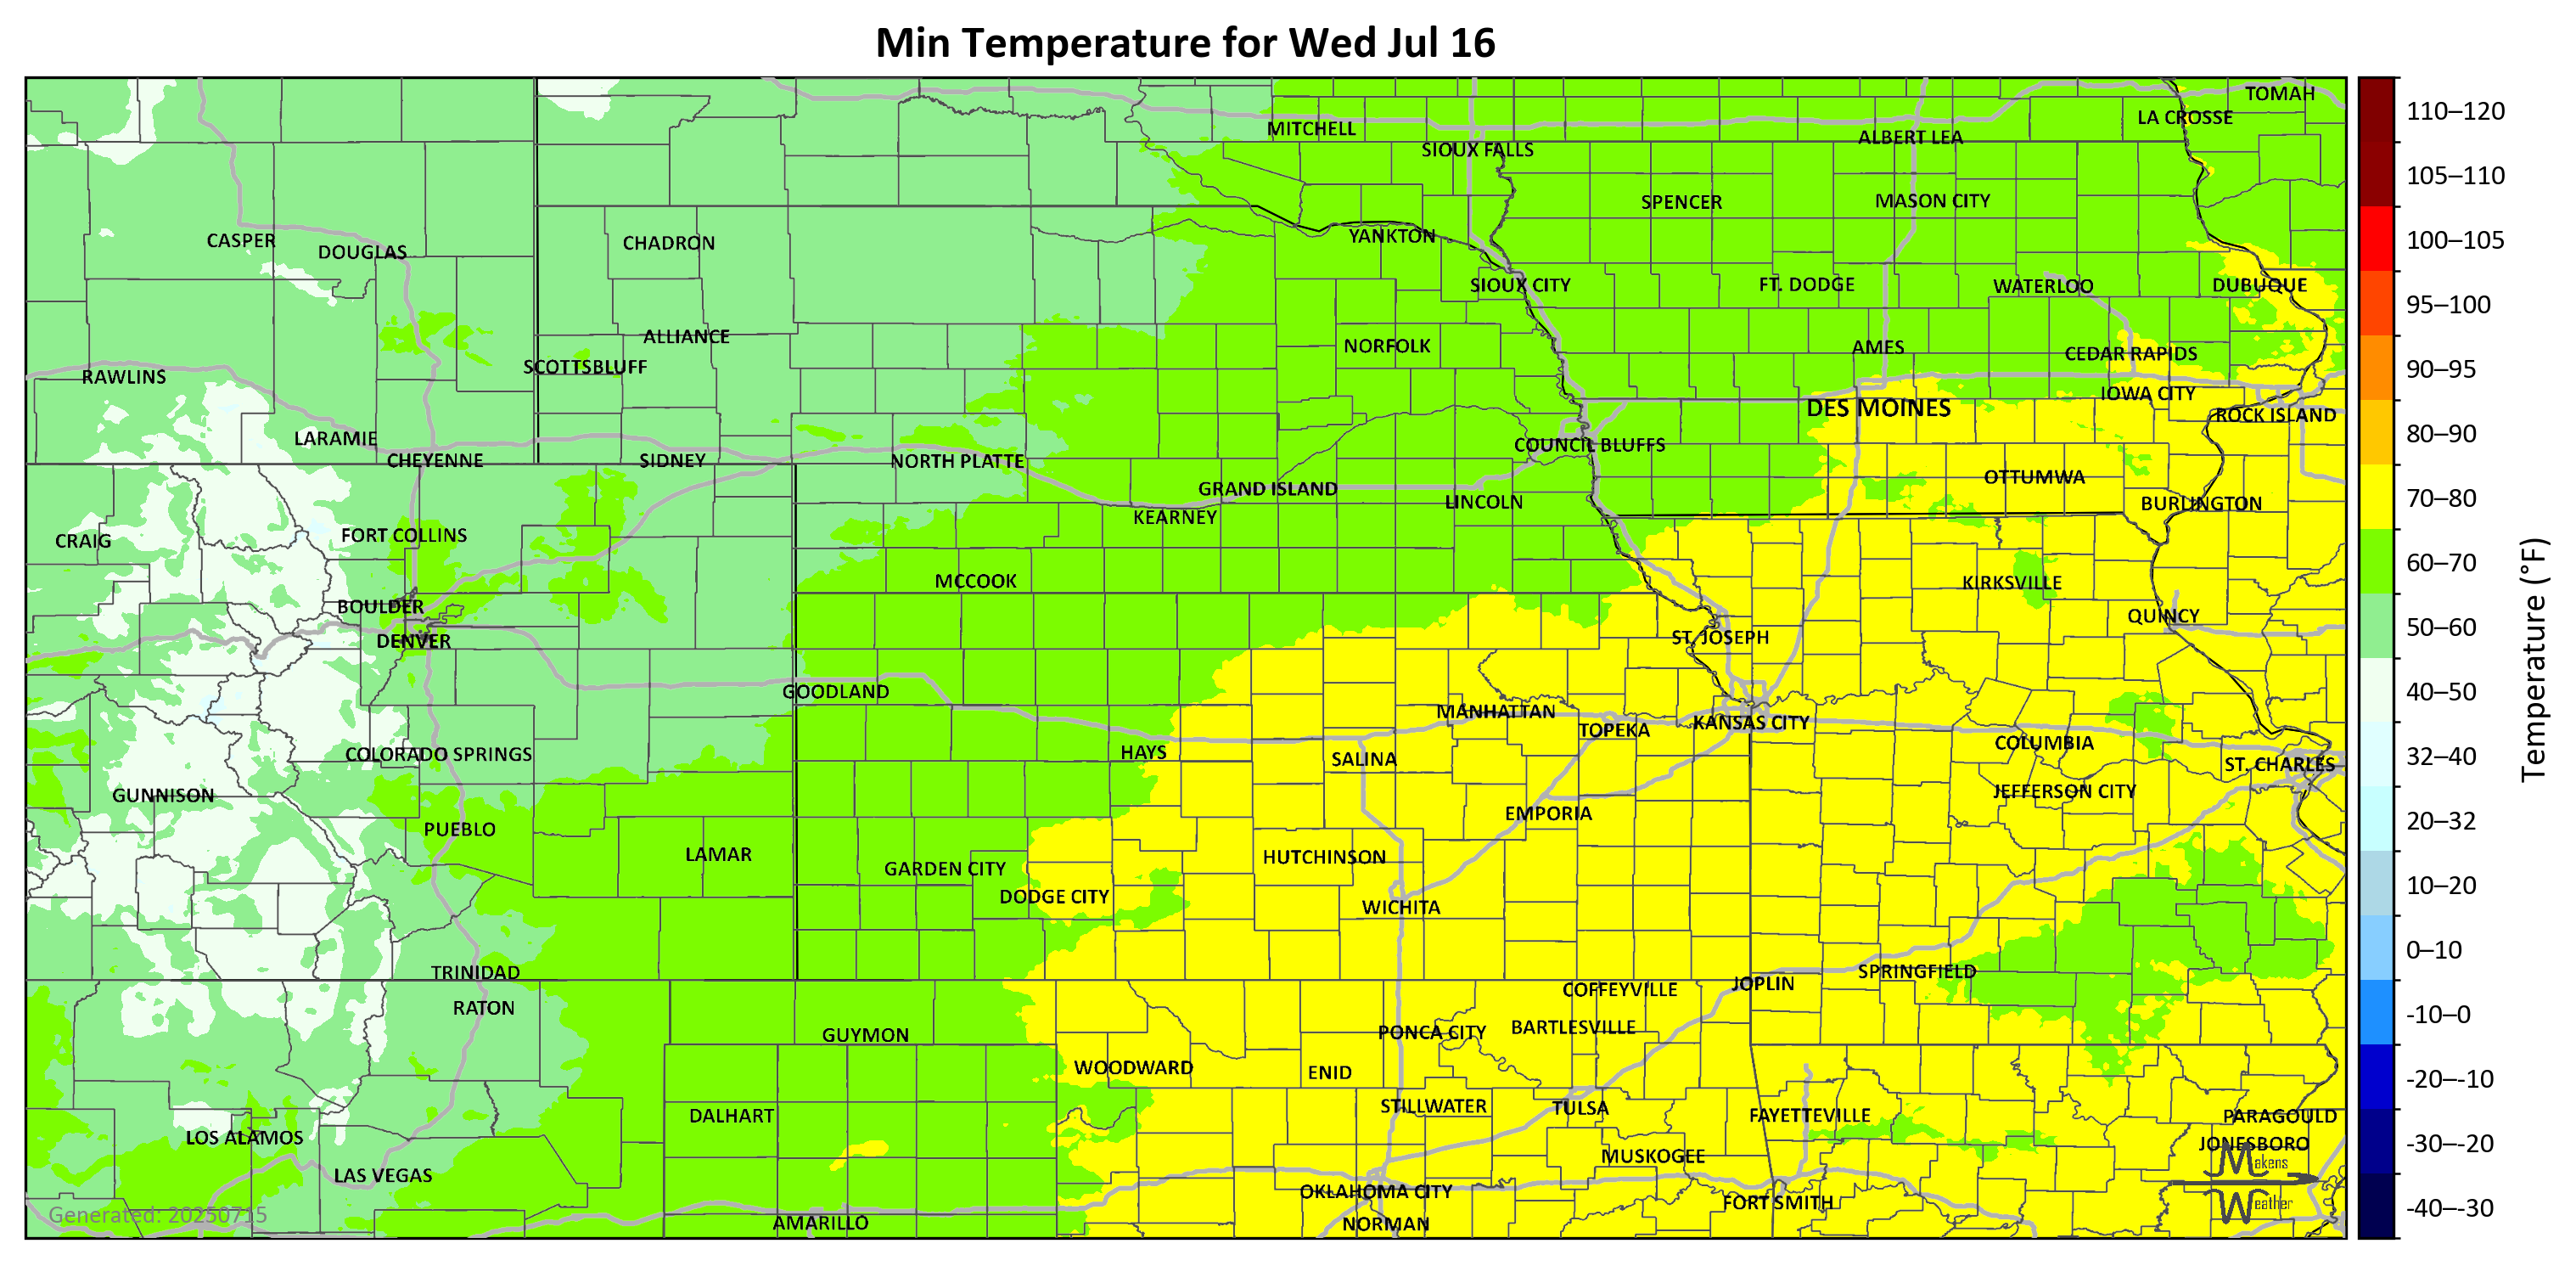 Min Temperature for Wed Jul 16
TOMAH
LA CROSSE
MITCHELL
ALBERT LEA
SIOUX FALLS
SPENCER
MASON CITY
CASPER
DOUGLAS
CHADRON
YANKTON
SIOUX CITY
FT. DODGE
WATERLOO
DUBUQUE
ALLIANCE
NORFOLK
AMES
CEDAR RAPIDS
SCOTTSBLUFF
RAWLINS
IOWA CITY
DES MOINES
ROCK ISLAND
LARAMIE
COUNCIL BLUFFS
CHEYENNE
SIDNEY
NORTH PLATTE
OTTUMWA
GRAND ISLAND
LINCOLN
BURLINGTON
KEARNEY
FORT COLLINS
CRAIG
MCCOOK
KIRKSVILLE
BOULDER
QUINCY
DENVER
ST. JOSEPH
GOODLAND
MANHATTAN
TOPEKA
KANSAS CITY
COLORADO SPRINGS
HAYS
SALINA
COLUMBIA
ST. CHARLES
GUNNISON
JEFFERSON CITY
EMPORIA
PUEBLO
LAMAR
HUTCHINSON
GARDEN CITY
DODGE CITY
WICHITA
TRINIDAD
SPRINGFIELD
JOPLIN
COFFEYVILLE
RATON
GUYMON
PONCA CITY
BARTLESVILLE
WOODWARD
ENID
DALHART
STILLWATER
TULSA
FAYETTEVILLE
PARAGOULD
LOS ALAMOS
JONESBORO
MUSKOGEE
LAS VEGAS
OKLAHOMA CITY
FORT SMITH
AMARILLO
NORMAN
Generated: 20250715
Makens
Weather
110–120
105–110
100–105
95–100
90–95
80–90
70–80
60–70
50–60
40–50
32–40
20–32
10–20
0–10
-10–0
-20–-10
-30–-20
-40–-30
Temperature (°F)